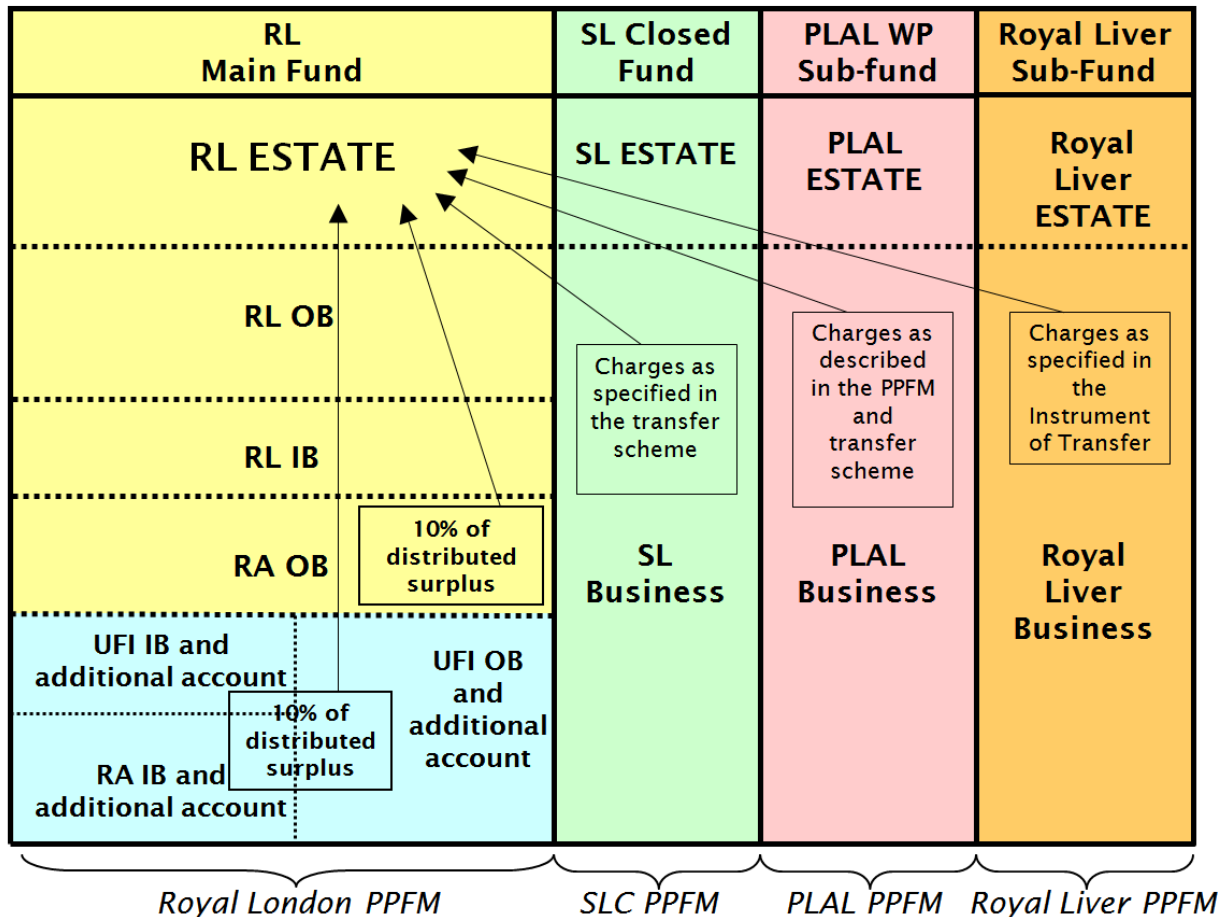 RL
Main Fund
SL Closed
Fund
PLAL WP
Sub-fund
Royal Liver
Sub-Fund
RL ESTATE
SL ESTATE
PLAL
ESTATE
Royal
Liver
ESTATE
RL OB
RL IB
RA OB
10% of
distributed
surplus
Charges as
specified in
the transfer
scheme
Charges as
described
in the PPFM
and
transfer
scheme
Charges as
specified in
the
Instrument
of Transfer
SL
Business
PLAL
Business
Royal
Liver
Business
UFI IB and
additional account
UFI OB
and
additional
account
10% of
distributed
surplus
RA IB and
additional account
Royal London PPFM
SLC PPFM
PLAL PPFM
Royal Liver PPFM